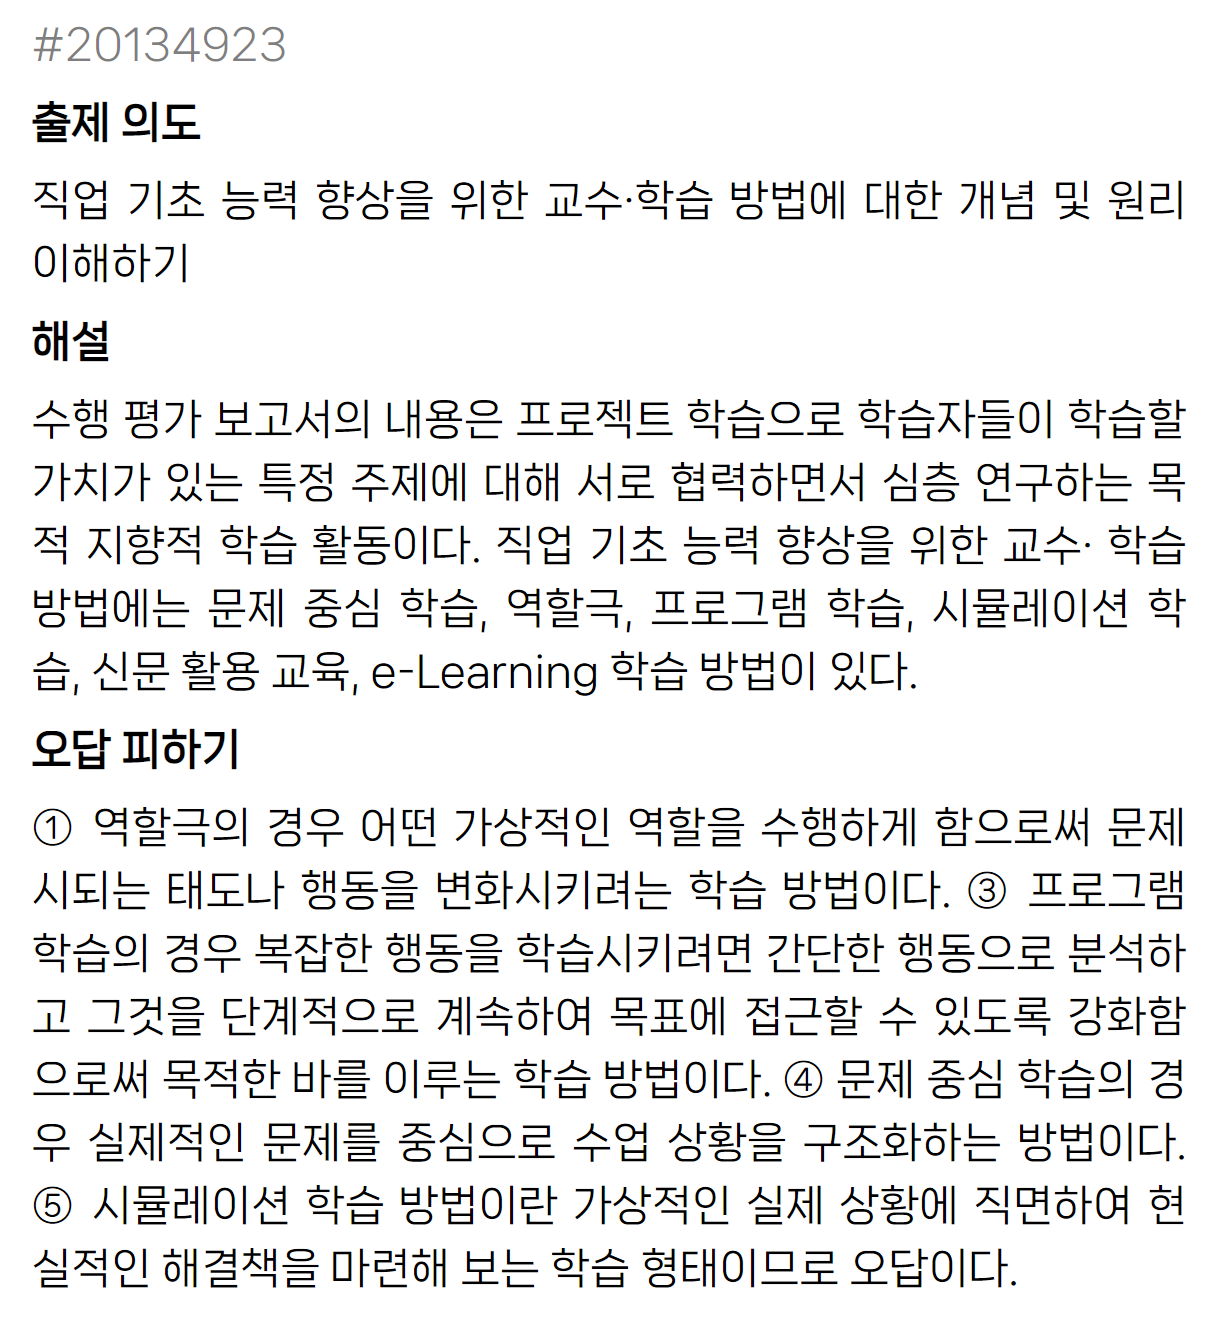 #20134923
출제 의도
직업 기초 능력 향상을 위한 교수·학습 방법에 대한 개념 및 원리
이해하기
해설
수행 평가 보고서의 내용은 프로젝트 학습으로 학습자들이 학습할
가치가 있는 특정 주제에 대해 서로 협력하면서 심층 연구하는 목
적 지향적 학습 활동이다. 직업 기초 능력 향상을 위한 교수· 학습
방법에는 문제 중심 학습, 역할극, 프로그램 학습, 시뮬레이션 학
습, 신문 활용 교육, e-Learning 학습 방법이 있다.
오답 피하기
① 역할극의 경우 어떤 가상적인 역할을 수행하게 함으로써 문제
시되는 태도나 행동을 변화시키려는 학습 방법이다. ③ 프로그램
학습의 경우 복잡한 행동을 학습시키려면 간단한 행동으로 분석하
고 그것을 단계적으로 계속하여 목표에 접근할 수 있도록 강화함
으로써 목적한 바를 이루는 학습 방법이다. ④ 문제 중심 학습의 경
우 실제적인 문제를 중심으로 수업 상황을 구조화하는 방법이다.
⑤ 시뮬레이션 학습 방법이란 가상적인 실제 상황에 직면하여 현
실적인 해결책을 마련해 보는 학습 형태이므로 오답이다.